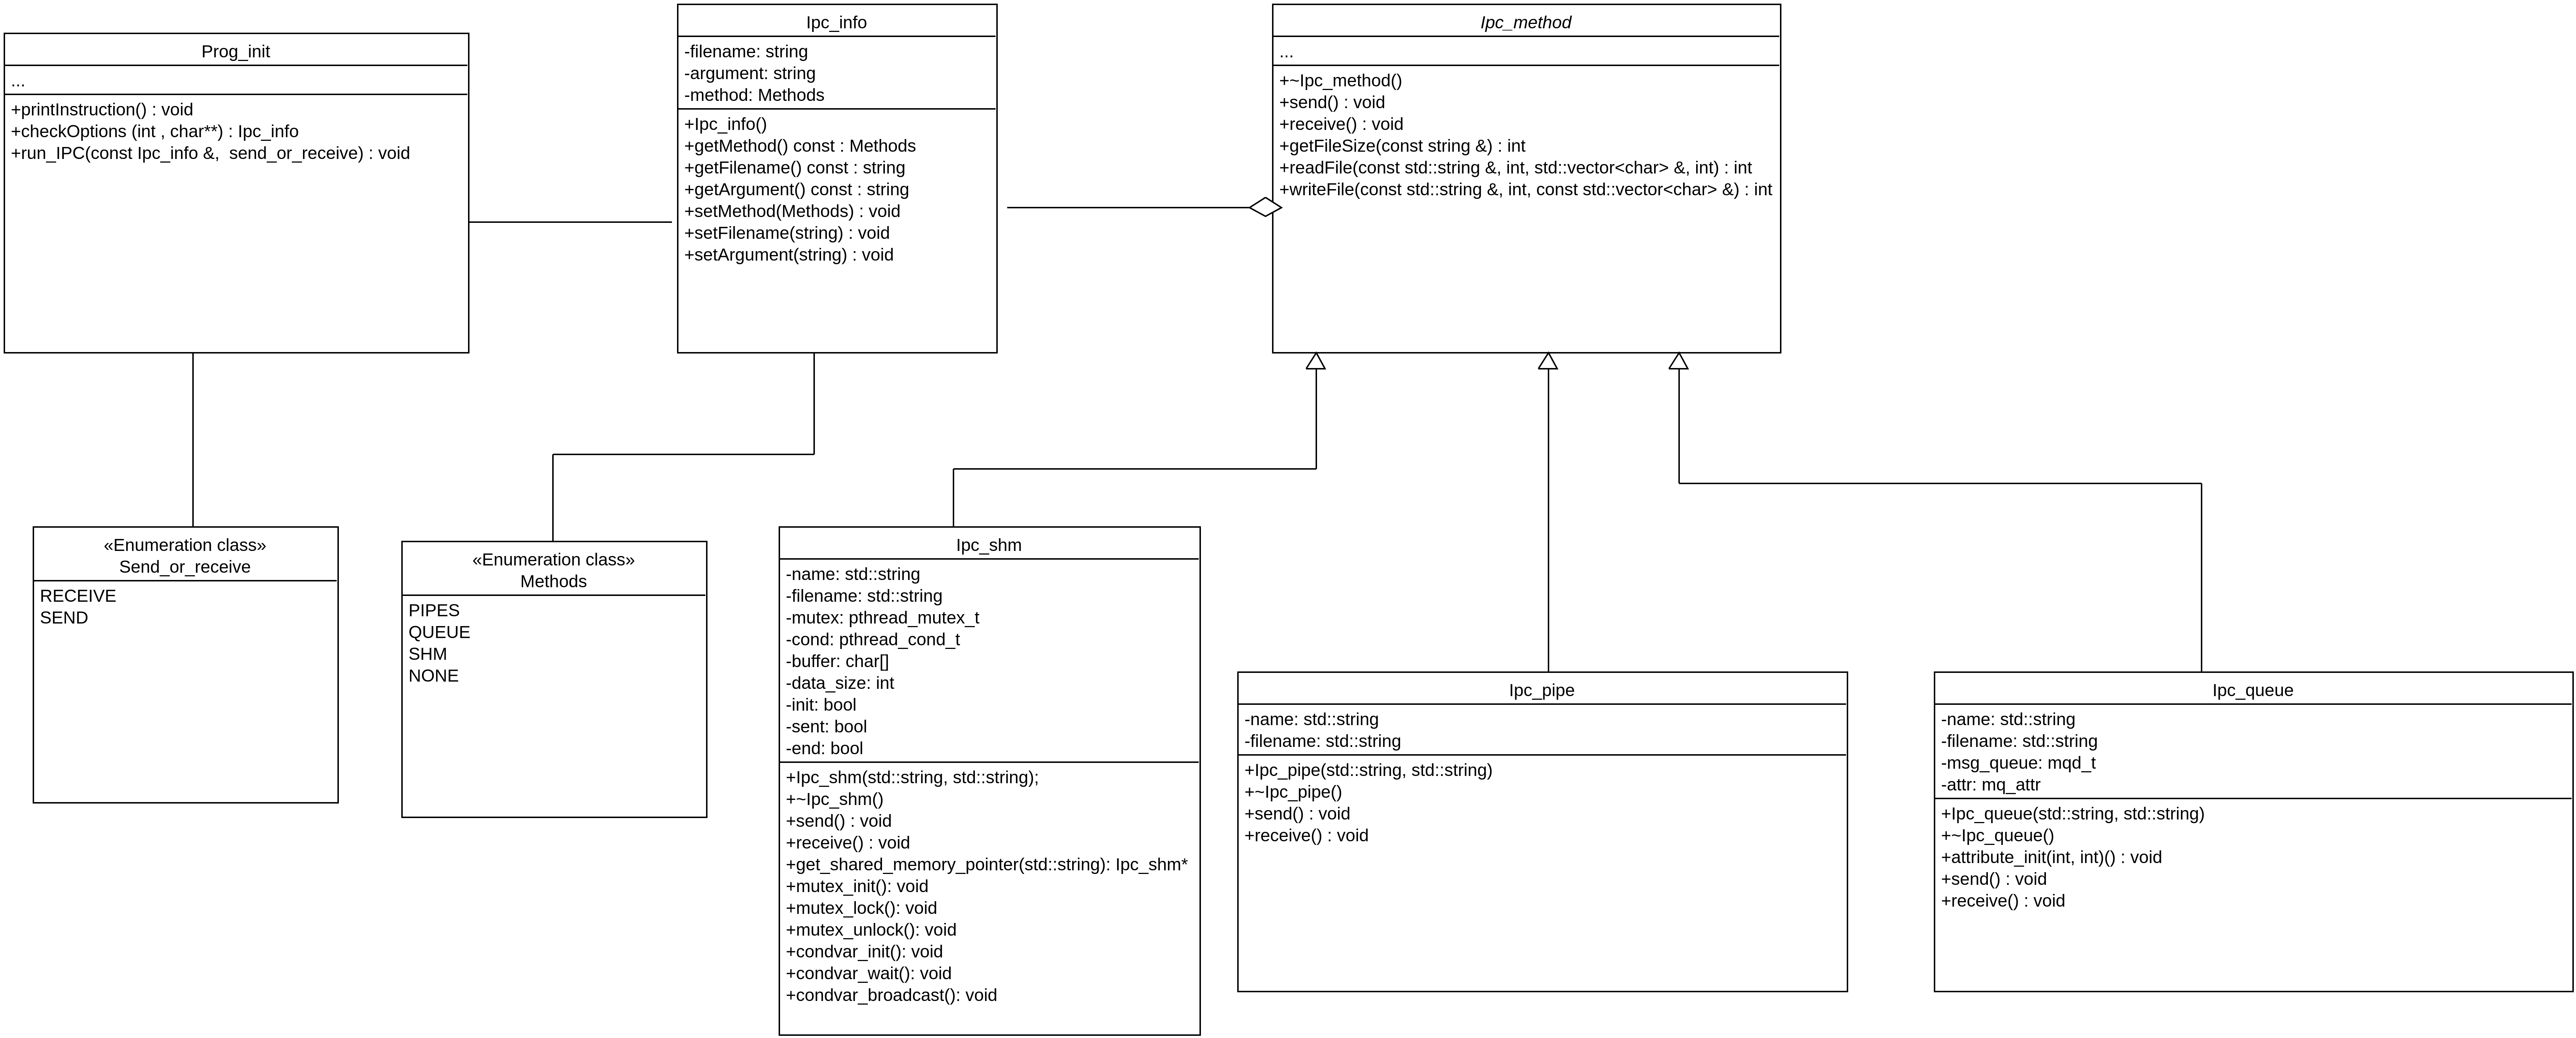 Prog_init
...
+printInstruction() : void
+checkOptions (int , char**) : Ipc_info
+run_IPC(const Ipc_info &,  send_or_receive) : void
Ipc_info
-filename: string
-argument: string
-method: Methods
+Ipc_info()
+getMethod() const : Methods
+getFilename() const : string
+getArgument() const : string
+setMethod(Methods) : void
+setFilename(string) : void
+setArgument(string) : void
Ipc_method
...
+~Ipc_method()
+send() : void
+receive() : void
+getFileSize(const string &) : int
+readFile(const std::string &, int, std::vector<char> &, int) : int
+writeFile(const std::string &, int, const std::vector<char> &) : int
«Enumeration class»
Send_or_receive
RECEIVE
SEND
«Enumeration class»
Methods
PIPES
QUEUE
SHM
NONE
Ipc_shm
-name: std::string
-filename: std::string
-mutex: pthread_mutex_t
-cond: pthread_cond_t
-buffer: char[]
-data_size: int
-init: bool
-sent: bool
-end: bool
+Ipc_shm(std::string, std::string);
+~Ipc_shm()
+send() : void
+receive() : void
+get_shared_memory_pointer(std::string): Ipc_shm*
+mutex_init(): void
+mutex_lock(): void
+mutex_unlock(): void
+condvar_init(): void
+condvar_wait(): void
+condvar_broadcast(): void
Ipc_pipe
-name: std::string
-filename: std::string
+Ipc_pipe(std::string, std::string)
+~Ipc_pipe()
+send() : void
+receive() : void
Ipc_queue
-name: std::string
-filename: std::string
-msg_queue: mqd_t
-attr: mq_attr
+Ipc_queue(std::string, std::string)
+~Ipc_queue()
+attribute_init(int, int)() : void
+send() : void
+receive() : void